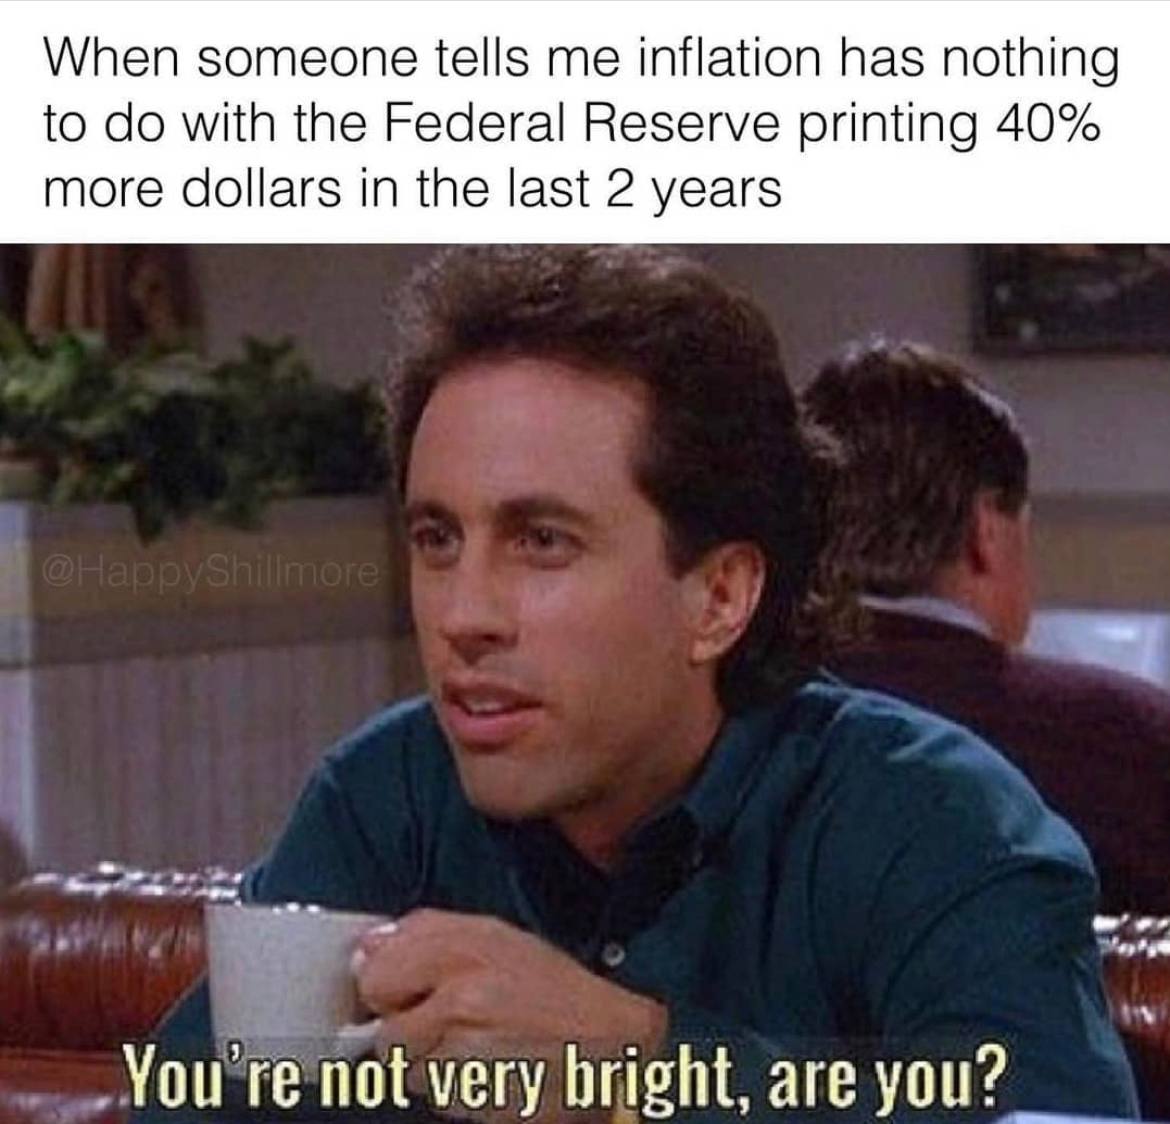 When someone tells me inflation has nothing
to do with the Federal Reserve printing 40%
more dollars in the last 2 years
@HappyShillmore
You're not very bright, are you?